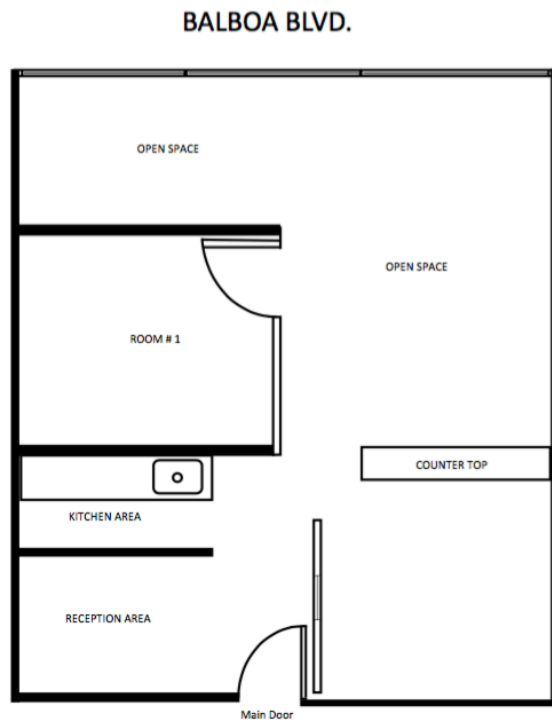 BALBOA BLVD.
OPEN SPACE
OPEN SPACE
ROOM # 1
COUNTER TOP
KITCHEN AREA
RECEPTION AREA
Main Door